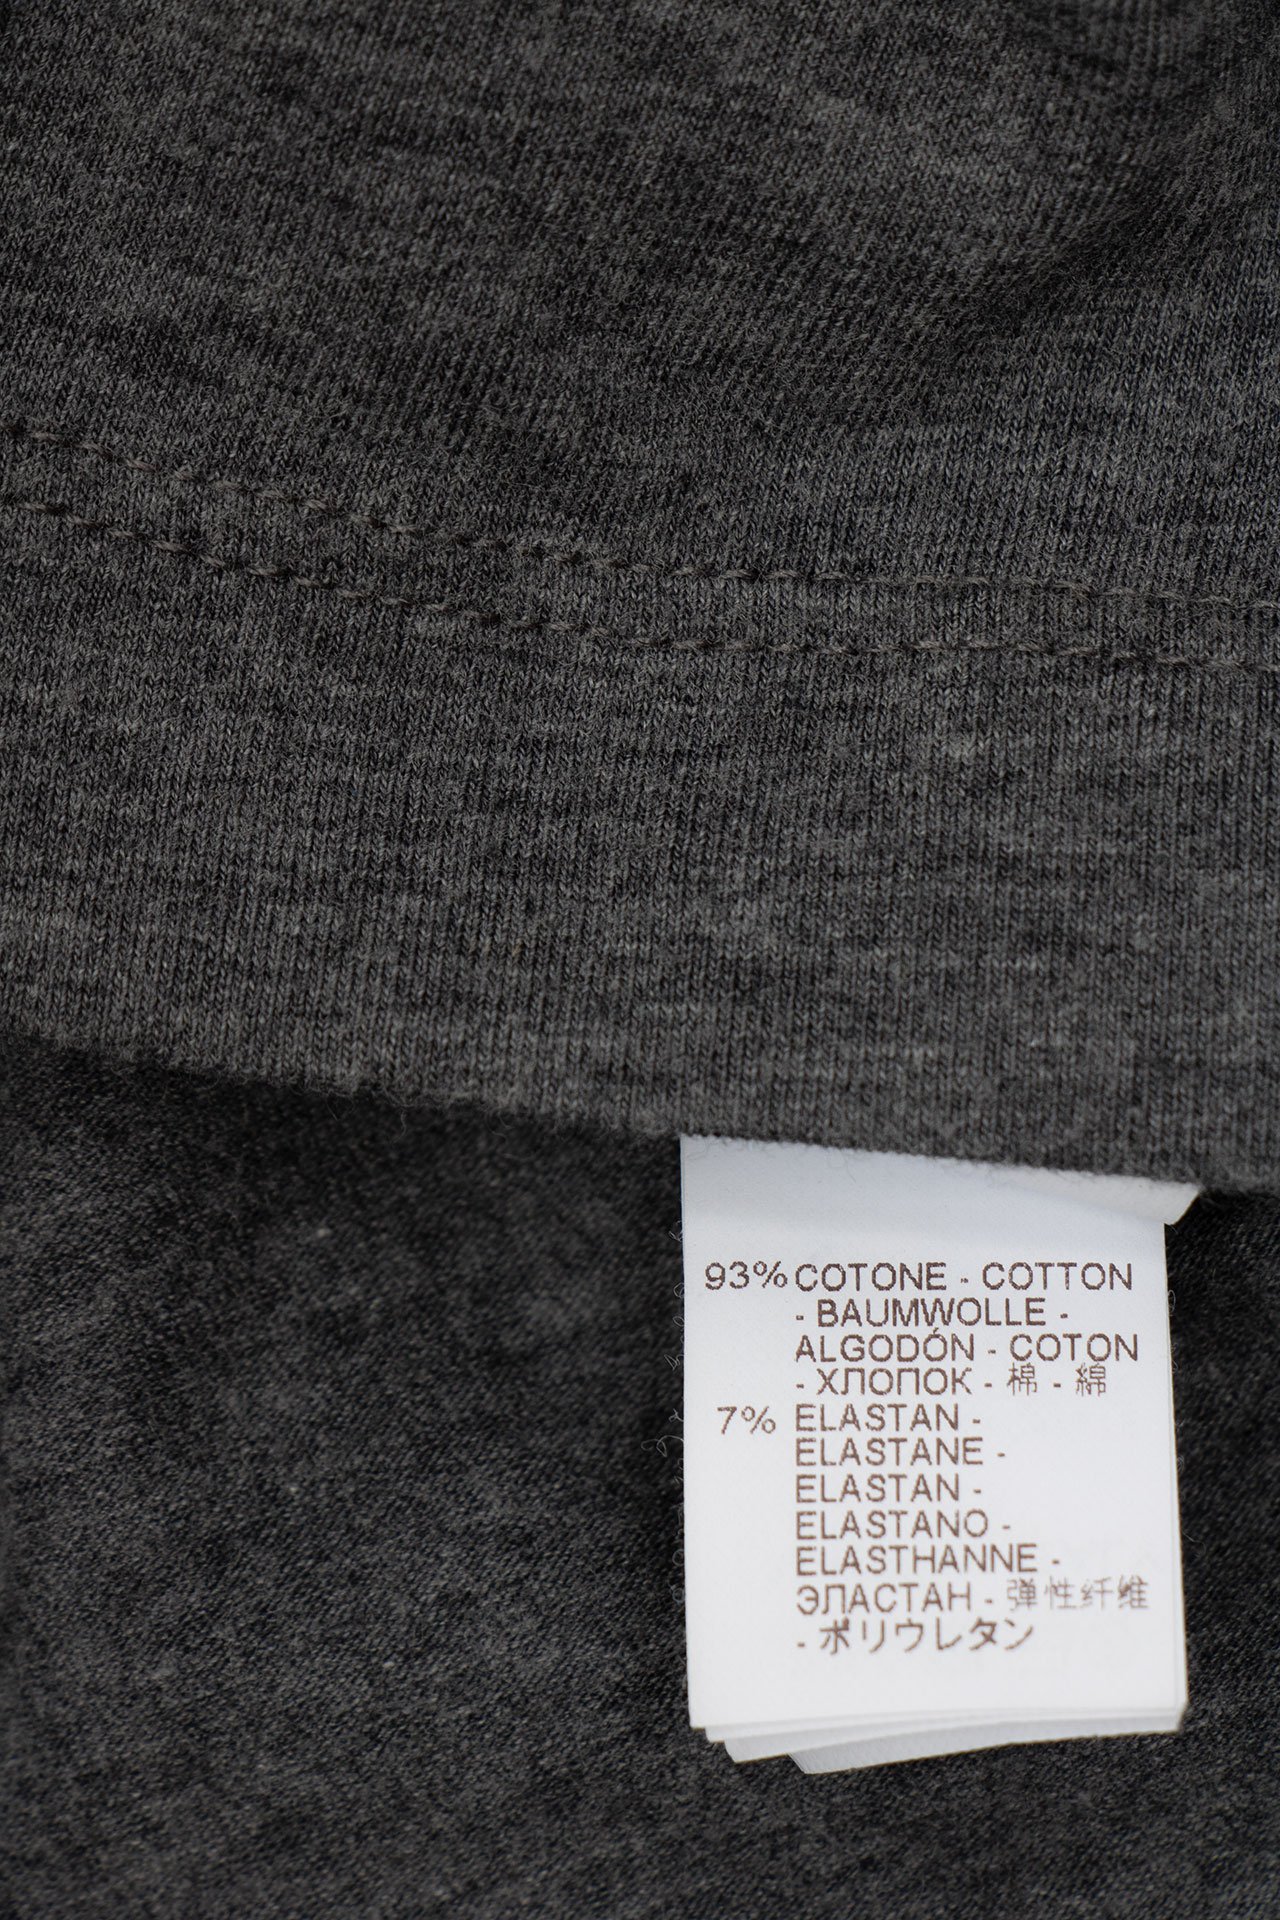 93% COTONE - COTTON
- BAUMWOLLE -
ALGODÓN - COTON
- ХЛОПОК - 棉 - 綿
7% ELASTAN -
ELASTANE -
ELASTAN -
ELASTANO -
ELASTHANNE -
ЭЛАСТАН - 弹性纤维
- ポリウレタン